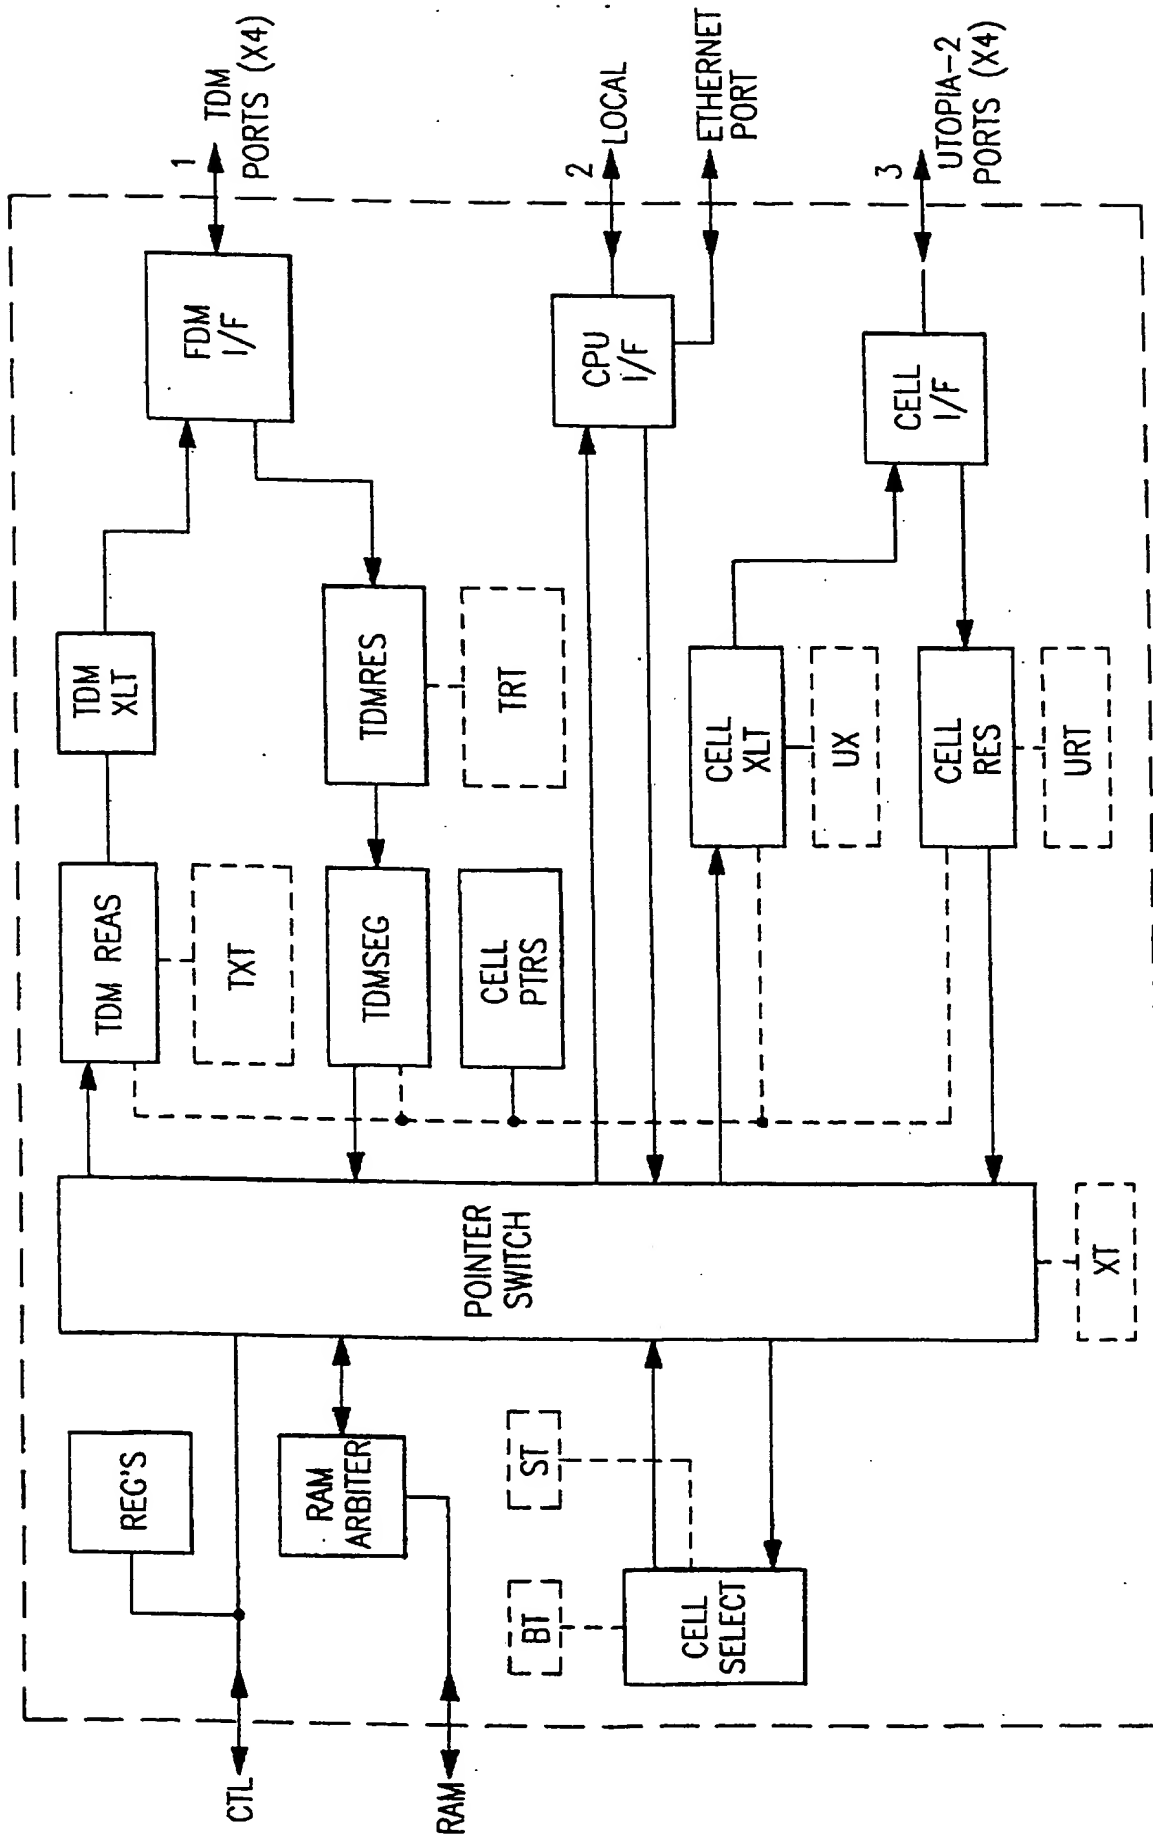 1
TDM
PORTS (X4)
2
LOCAL
ETHERNET
PORT
3
UTOPIA-2
PORTS (X4)
FDM
I/F
CPU
I/F
CELL
I/F
TDM
XLT
TDMRES
TRT
CELL
XLT
UX
CELL
RES
URT
TDM REAS
TXT
TDMSEG
CELL
PTRS
POINTER
SWITCH
XT
REG'S
RAM
ARBITER
ST
BT
CELL
SELECT
CTL
RAM